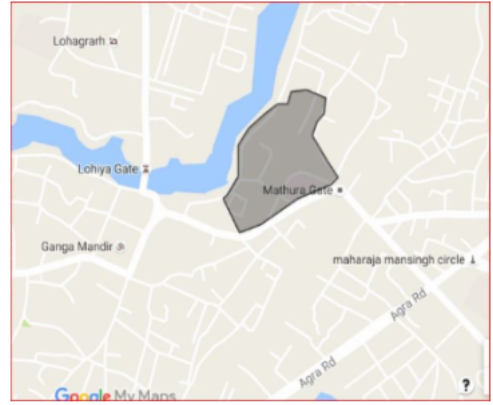 Lohagrarh
Lohiya Gate
Mathura Gate
Ganga Mandir
maharaja mansingh circle
Agra Rd
Agra Rd
?
Google My Maps